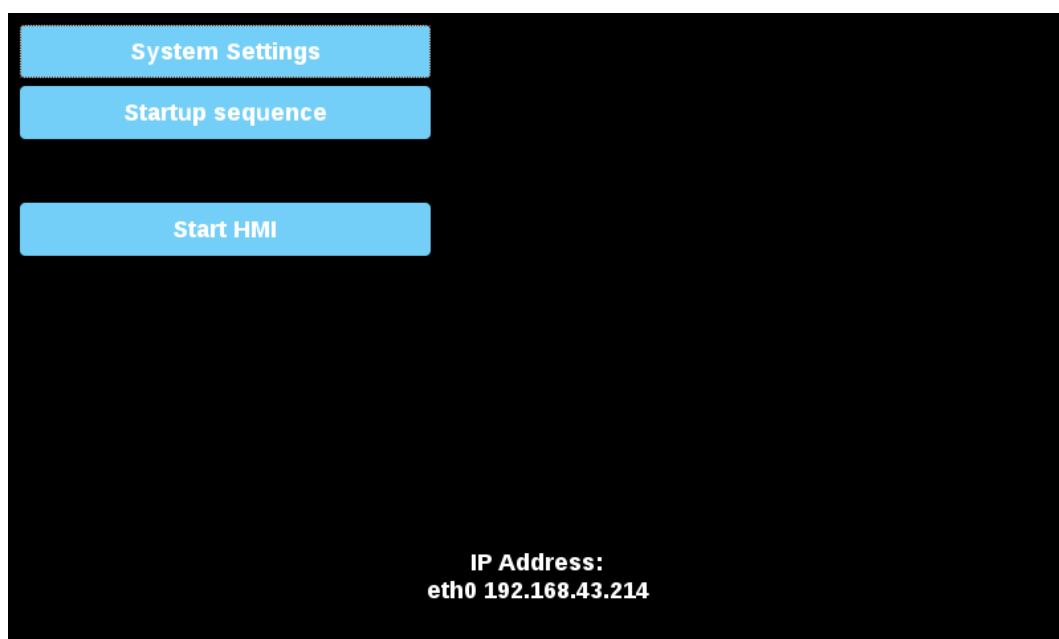 System Settings
Startup sequence
Start HMI
IP Address:
eth0 192.168.43.214